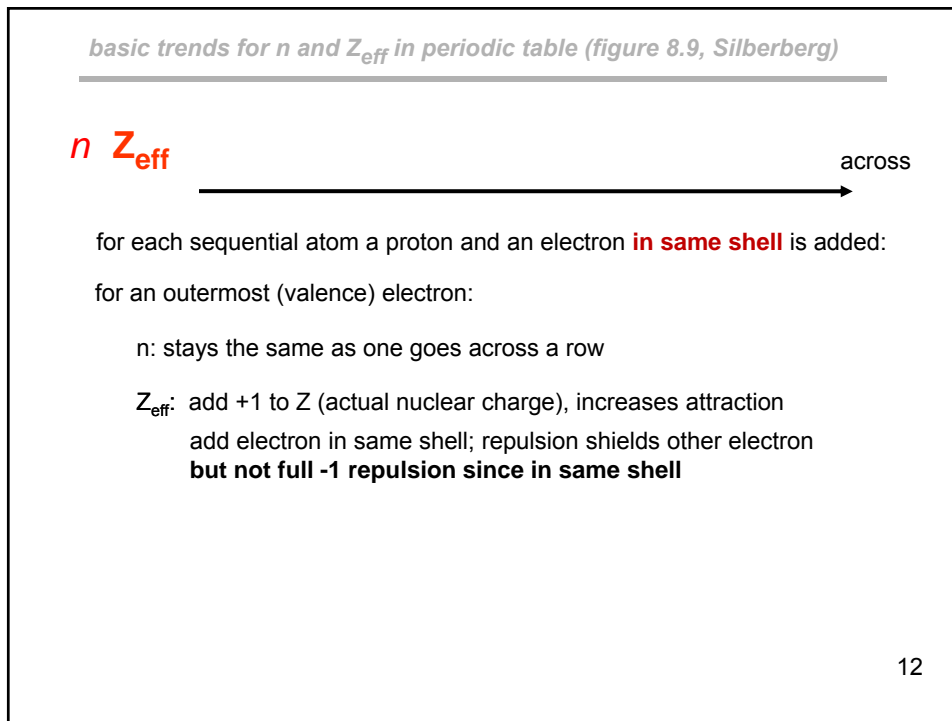 basic trends for n and Zeff in periodic table (figure 8.9, Silberberg)
n Zeff
across
for each sequential atom a proton and an electron in same shell is added:
for an outermost (valence) electron:
n: stays the same as one goes across a row
Zeff: add +1 to Z (actual nuclear charge), increases attraction
add electron in same shell; repulsion shields other electron
but not full -1 repulsion since in same shell
12